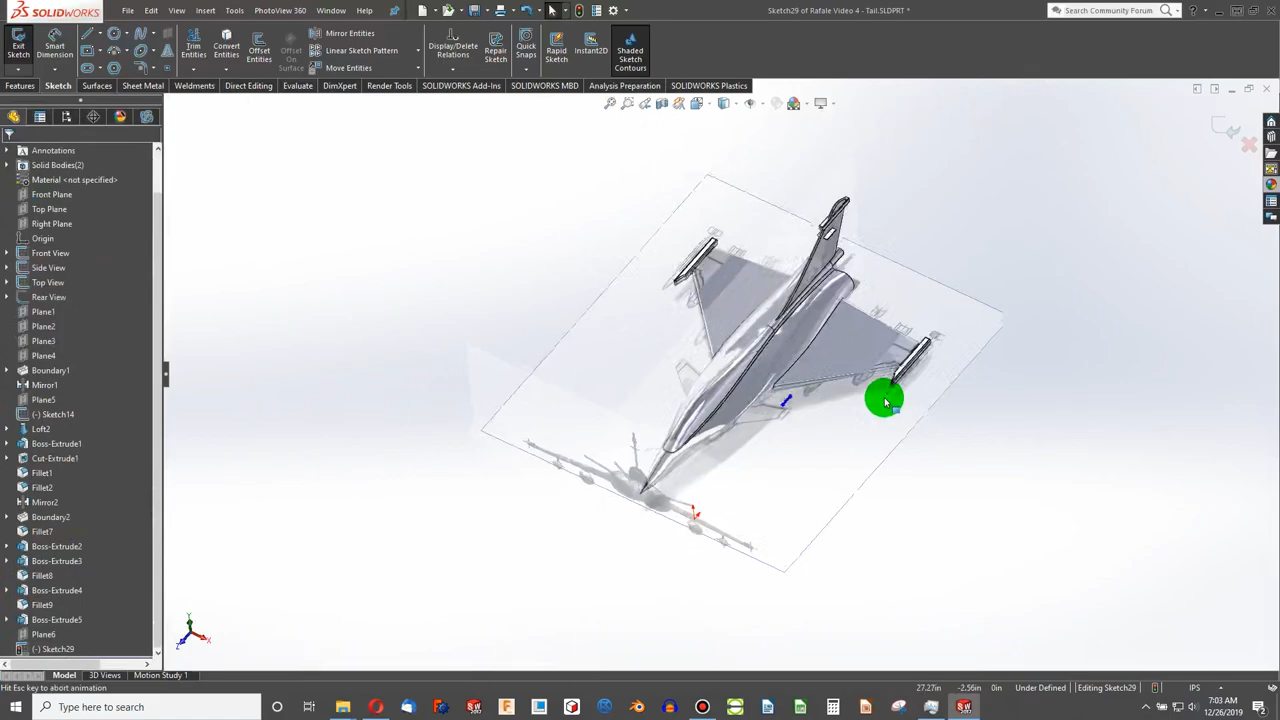 SOLIDWORKS File Edit View Insert Tools PhotoView 360 Window Help Sketch29 of Rafale Video 4 - Tail.SLDPRT * Search Community Forum
Exit Sketch Smart Dimension Trim Entities Convert Entities Offset Entities Offset On Surface Mirror Entities Linear Sketch Pattern Move Entities Display/Delete Relations Repair Sketch Quick Snaps Rapid Sketch Instant2D Shaded Sketch Contours
Features Sketch Surfaces Sheet Metal Weldments Direct Editing Evaluate DimXpert Render Tools SOLIDWORKS Add-Ins SOLIDWORKS MBD Analysis Preparation SOLIDWORKS Plastics
Annotations
Solid Bodies(2)
Material <not specified>
Front Plane
Top Plane
Right Plane
Origin
Front View
Side View
Top View
Rear View
Plane1
Plane2
Plane3
Plane4
Boundary1
Mirror1
Plane5
(-) Sketch14
Loft2
Boss-Extrude1
Cut-Extrude1
Fillet1
Fillet2
Mirror2
Boundary2
Fillet7
Boss-Extrude2
Boss-Extrude3
Fillet8
Boss-Extrude4
Fillet9
Boss-Extrude5
Plane6
(-) Sketch29
Y
X
Z
Model 3D Views Motion Study 1
Hit Esc key to abort animation 27.27in -2.56in 0in Under Defined Editing Sketch29 IPS
Type here to search 7:03 AM
12/26/2019